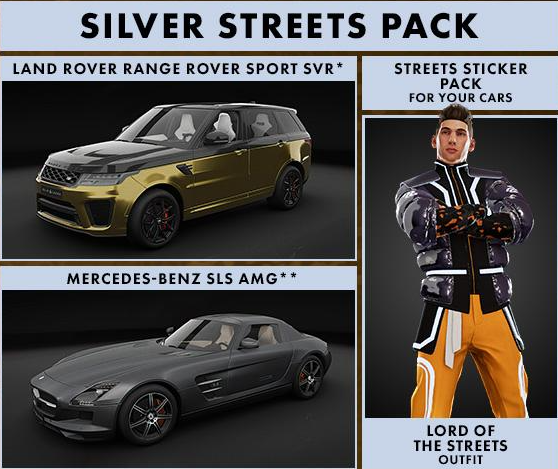 SILVER STREETS PACK
LAND ROVER RANGE ROVER SPORT SVR*
STREETS STICKER
PACK
FOR YOUR CARS
MERCEDES-BENZ SLS AMG**
LORD OF
THE STREETS
OUTFIT